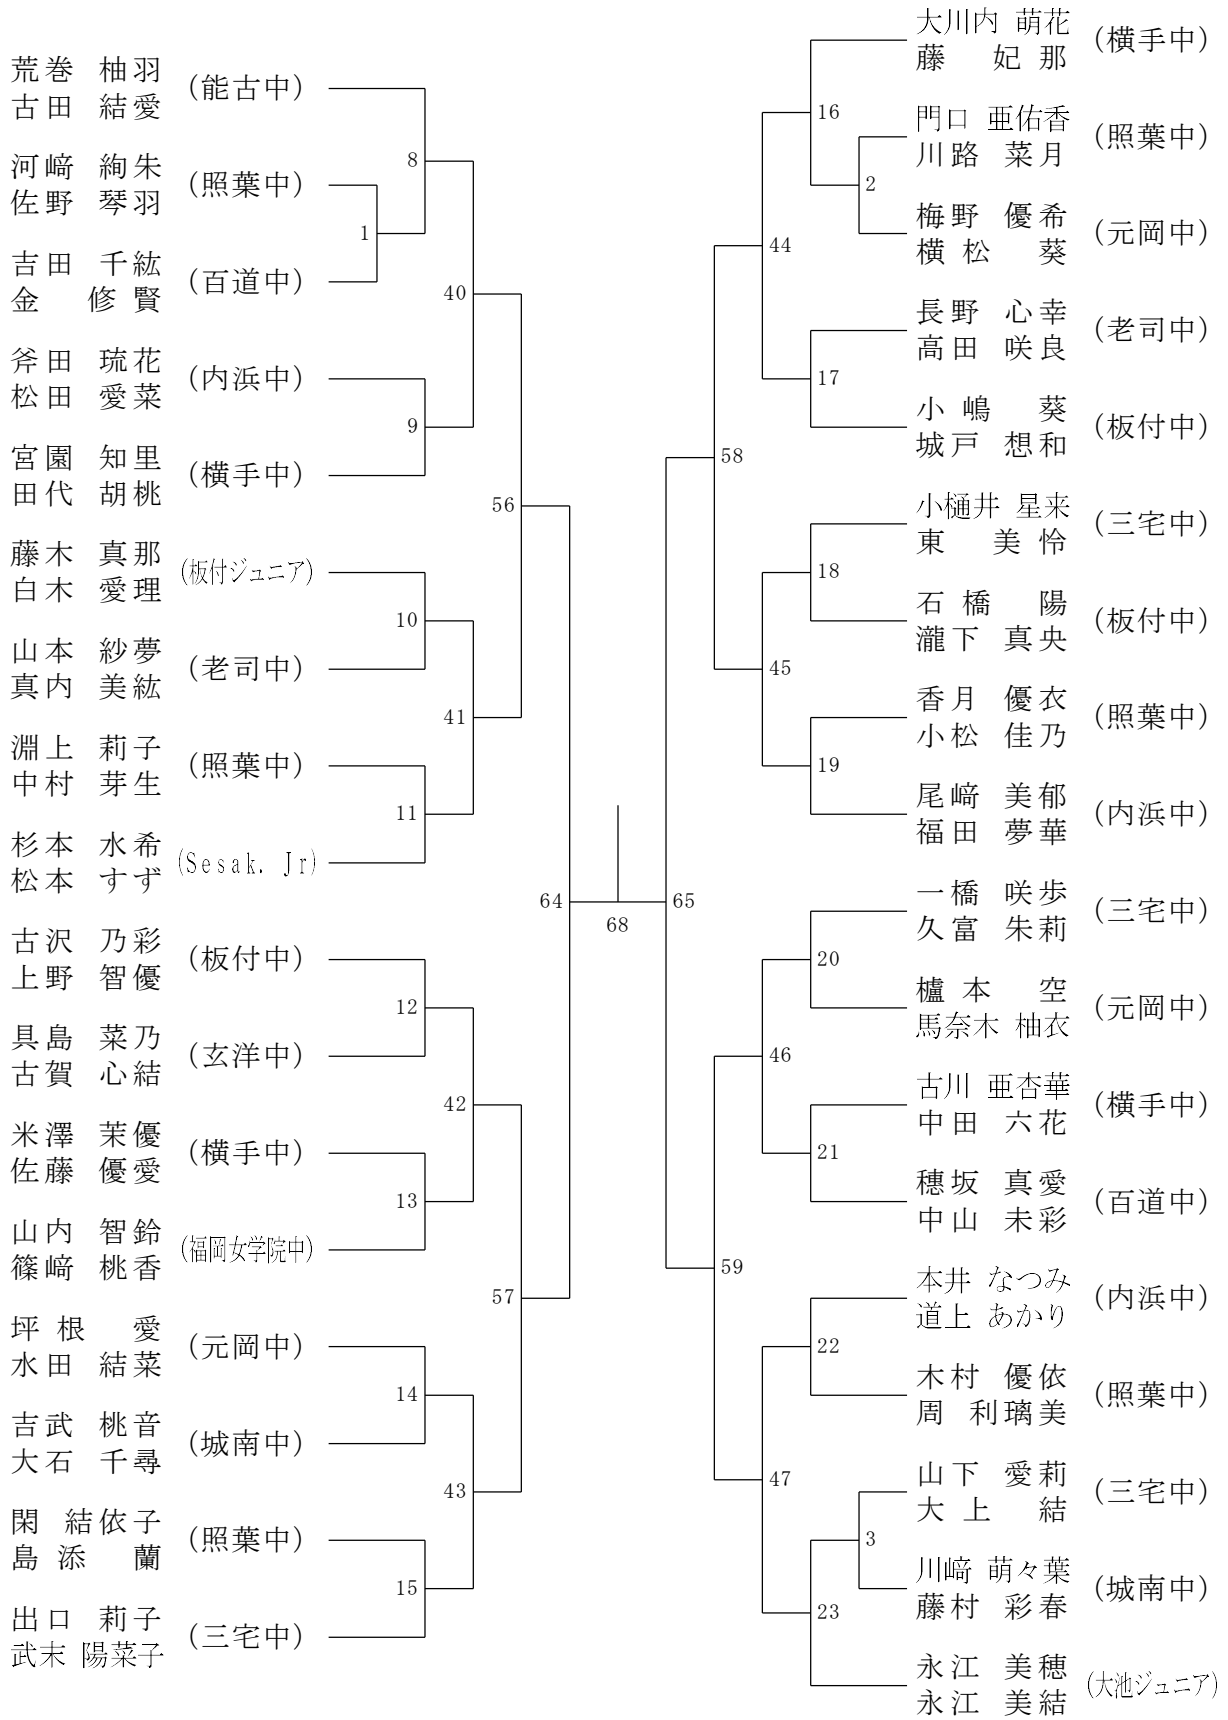 荒巻 柚羽
古田 結愛
(能古中)
河﨑 絢朱
佐野 琴羽
(照葉中)
吉田 千紘
金 修賢
(百道中)
斧田 琉花
松田 愛菜
(内浜中)
宮園 知里
田代 胡桃
(横手中)
藤木 真那
白木 愛理
(板付ジュニア)
山本 紗夢
真内 美紘
(老司中)
淵上 莉子
中村 芽生
(照葉中)
杉本 水希
松本 すず
(Sesak. Jr)
古沢 乃彩
上野 智優
(板付中)
具島 菜乃
古賀 心結
(玄洋中)
米澤 茉優
佐藤 優愛
(横手中)
山内 智鈴
篠﨑 桃香
(福岡女学院中)
坪根 愛
水田 結菜
(元岡中)
吉武 桃音
大石 千尋
(城南中)
閑 結依子
島添 蘭
(照葉中)
出口 莉子
武末 陽菜子
(三宅中)
1
8
9
10
11
12
13
14
15
40
41
42
43
56
57
64
68
65
58
59
44
45
46
47
16
17
18
19
20
21
22
23
2
3
大川内 萌花
藤 妃那
(横手中)
門口 亜佑香
川路 菜月
(照葉中)
梅野 優希
横松 葵
(元岡中)
長野 心幸
高田 咲良
(老司中)
小嶋 葵
城戸 想和
(板付中)
小樋井 星来
東 美怜
(三宅中)
石橋 陽
瀧下 真央
(板付中)
香月 優衣
小松 佳乃
(照葉中)
尾﨑 美郁
福田 夢華
(内浜中)
一橋 咲歩
久富 朱莉
(三宅中)
櫨本 空
馬奈木 柚衣
(元岡中)
古川 亜杏華
中田 六花
(横手中)
穂坂 真愛
中山 未彩
(百道中)
本井 なつみ
道上 あかり
(内浜中)
木村 優依
周 利璃美
(照葉中)
山下 愛莉
大上 結
(三宅中)
川﨑 萌々葉
藤村 彩春
(城南中)
永江 美穂
永江 美結
(大池ジュニア)